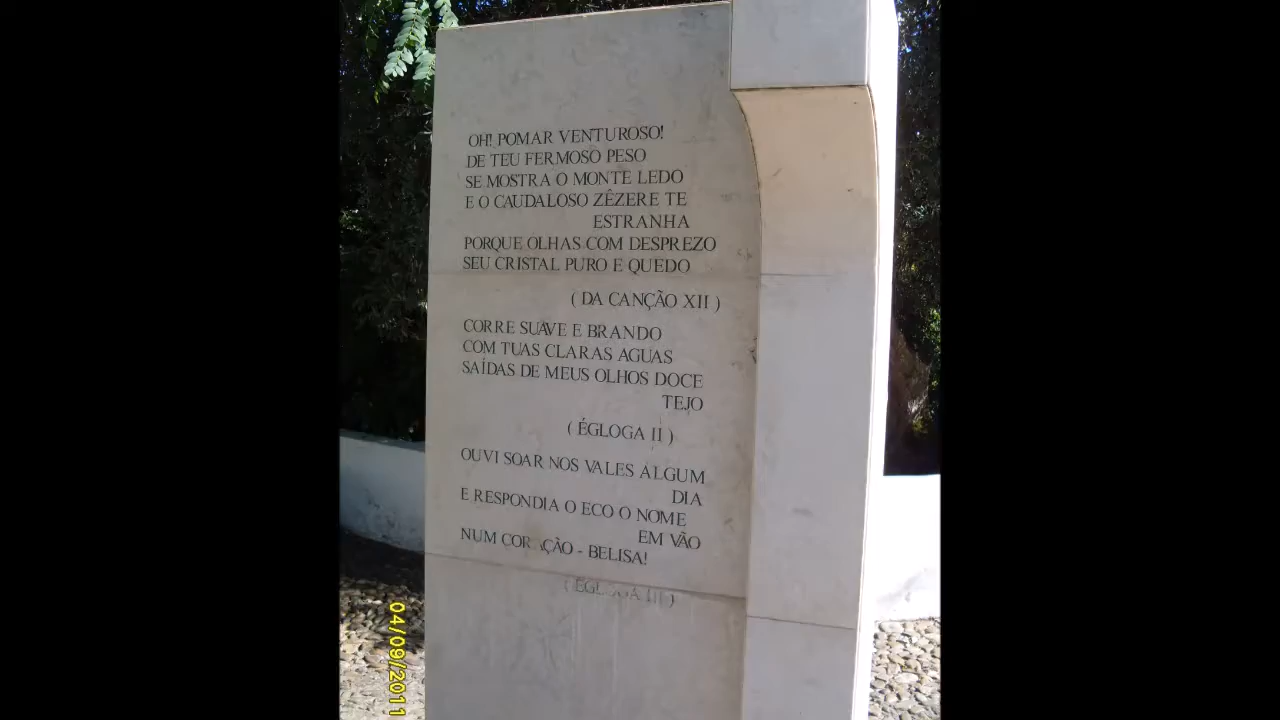 OH! POMAR VENTUROSO!
DE TEU FERMOSO PESO
SE MOSTRA O MONTE LEDO
E O CAUDALOSO ZÊZERE TE
ESTRANHA
PORQUE OLHAS COM DESPREZO
SEU CRISTAL PURO E QUEDO
( DA CANÇÃO XII )
CORRE SUAVE E BRANDO
COM TUAS CLARAS AGUAS
SAÍDAS DE MEUS OLHOS DOCE
TEJO
( ÉGLOGA II )
OUVI SOAR NOS VALES ALGUM
DIA
E RESPONDIA O ECO O NOME
EM VÃO
NUM CORAÇÃO - BELISA!
( ÉGLOGA III )
04/09/2011